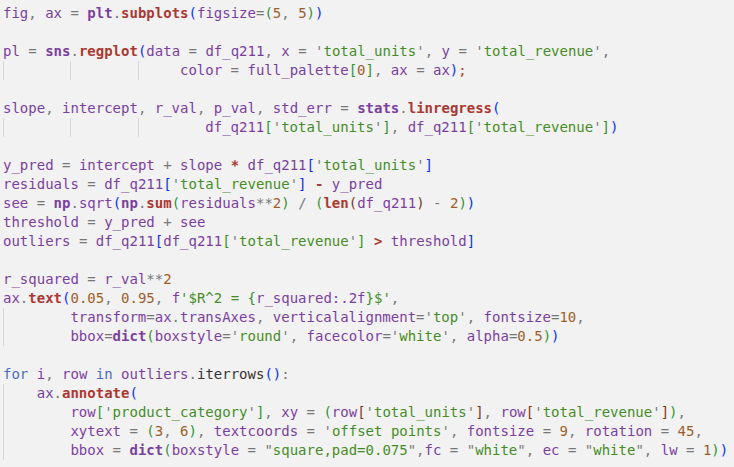 fig, ax = plt.subplots(figsize=(5, 5))

pl = sns.regplot(data = df_q211, x = 'total_units', y = 'total_revenue',
                     color = full_palette[0], ax = ax);

slope, intercept, r_val, p_val, std_err = stats.linregress(
                        df_q211['total_units'], df_q211['total_revenue'])

y_pred = intercept + slope * df_q211['total_units']
residuals = df_q211['total_revenue'] - y_pred
see = np.sqrt(np.sum(residuals**2) / (len(df_q211) - 2))
threshold = y_pred + see
outliers = df_q211[df_q211['total_revenue'] > threshold]

r_squared = r_val**2
ax.text(0.05, 0.95, f'$R^2 = {r_squared:.2f}$',
        transform=ax.transAxes, verticalalignment='top', fontsize=10,
        bbox=dict(boxstyle='round', facecolor='white', alpha=0.5))

for i, row in outliers.iterrows():
    ax.annotate(
        row['product_category'], xy = (row['total_units'], row['total_revenue']),
        xytext = (3, 6), textcoords = 'offset points', fontsize = 9, rotation = 45,
        bbox = dict(boxstyle = "square,pad=0.075",fc = "white", ec = "white", lw = 1))